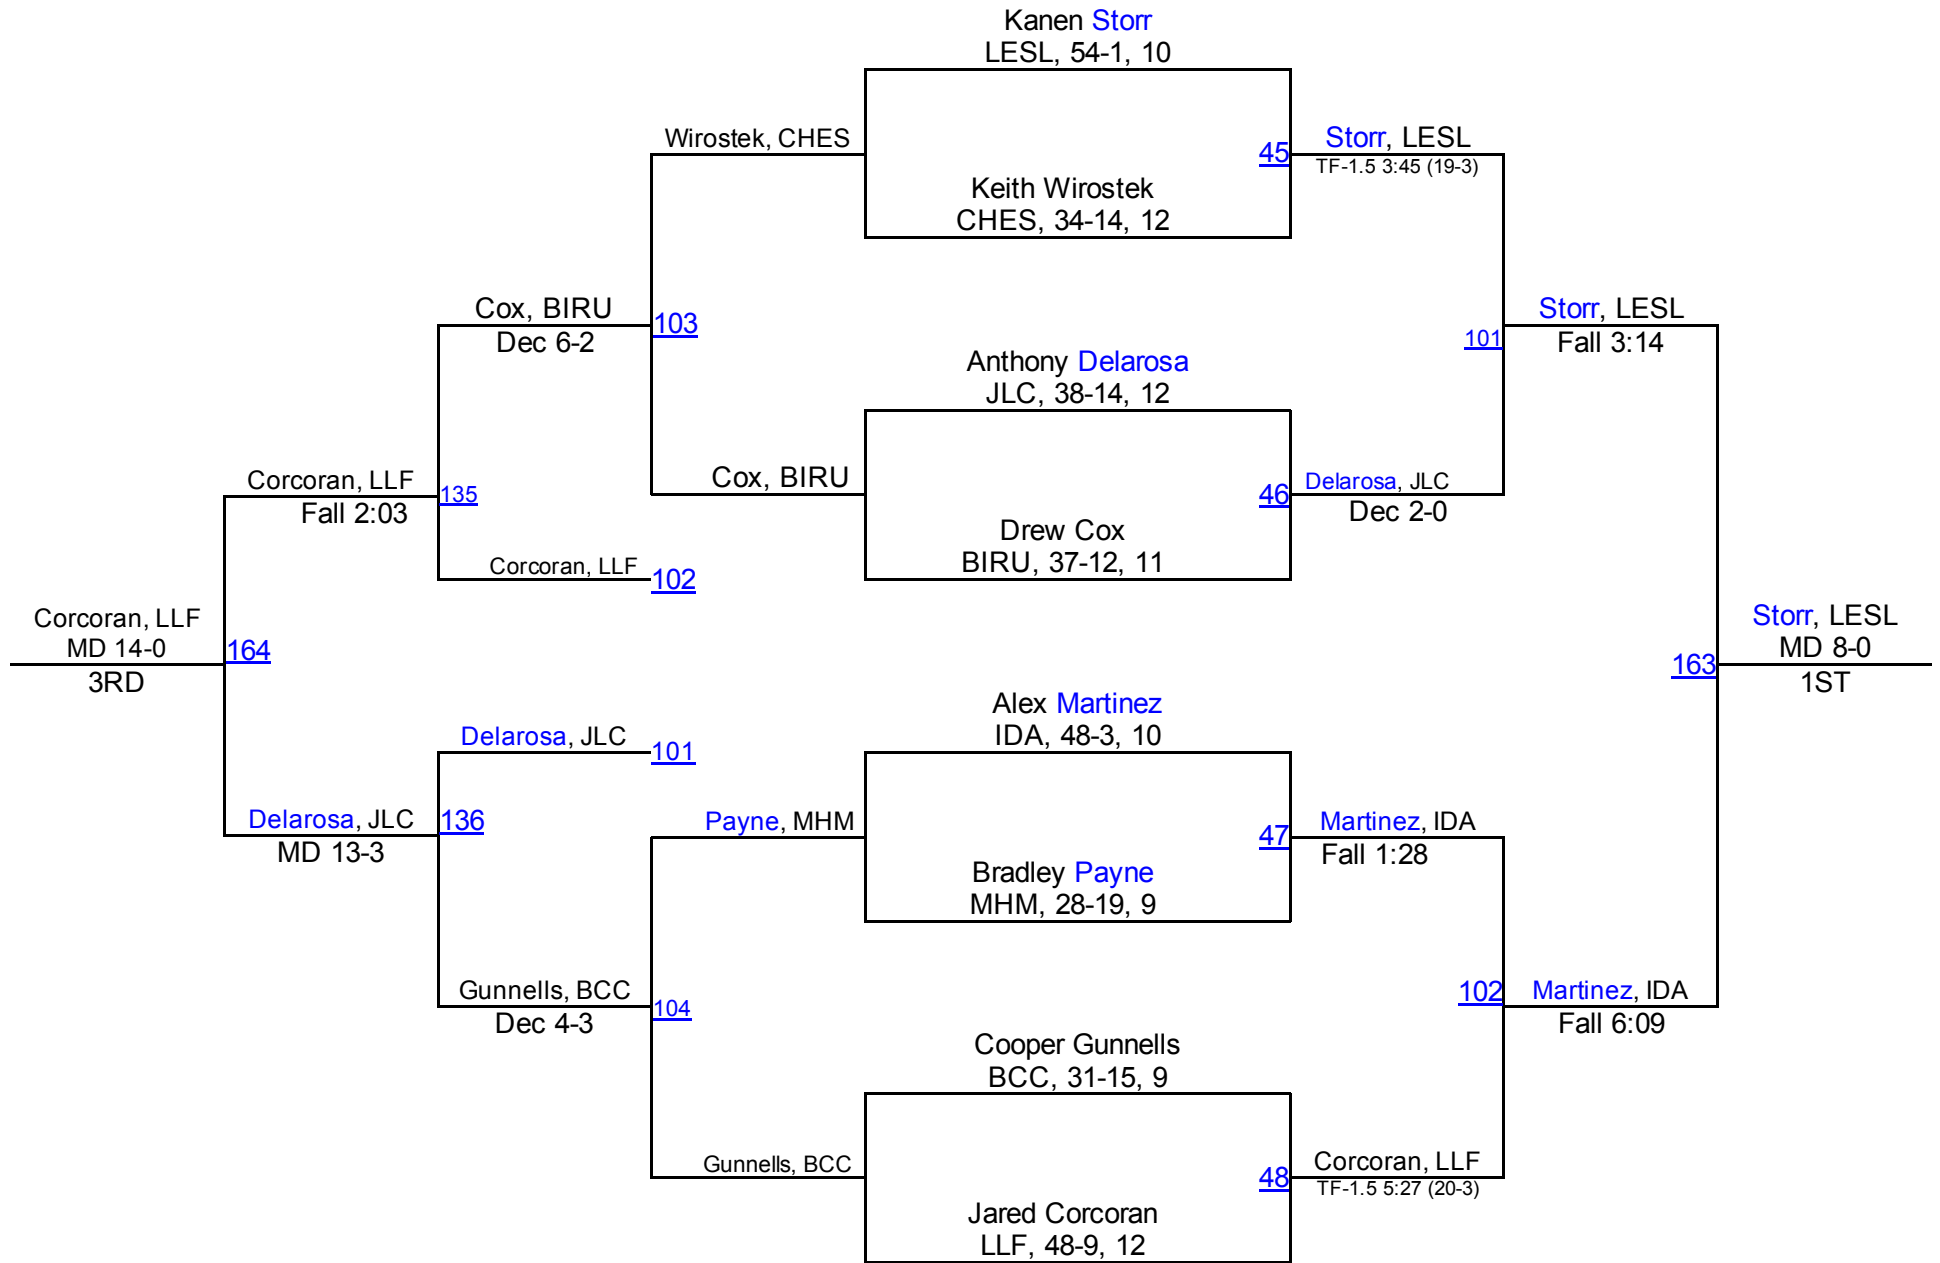 Kanen Storr
LESL, 54-1, 10
Wirostek, CHES
45
Storr, LESL
TF-1.5 3:45 (19-3)
Keith Wirostek
CHES, 34-14, 12
Cox, BIRU
Dec 6-2
103
Storr, LESL
Fall 3:14
101
Anthony Delarosa
JLC, 38-14, 12
Corcoran, LLF
Fall 2:03
135
Cox, BIRU
46
Delarosa, JLC
Dec 2-0
Drew Cox
BIRU, 37-12, 11
Corcoran, LLF
102
Corcoran, LLF
MD 14-0
3RD
164
163
Storr, LESL
MD 8-0
1ST
Alex Martinez
IDA, 48-3, 10
Delarosa, JLC
101
Delarosa, JLC
MD 13-3
136
Payne, MHM
47
Martinez, IDA
Fall 1:28
Bradley Payne
MHM, 28-19, 9
Gunnells, BCC
Dec 4-3
104
102
Martinez, IDA
Fall 6:09
Cooper Gunnells
BCC, 31-15, 9
Gunnells, BCC
48
Corcoran, LLF
TF-1.5 5:27 (20-3)
Jared Corcoran
LLF, 48-9, 12